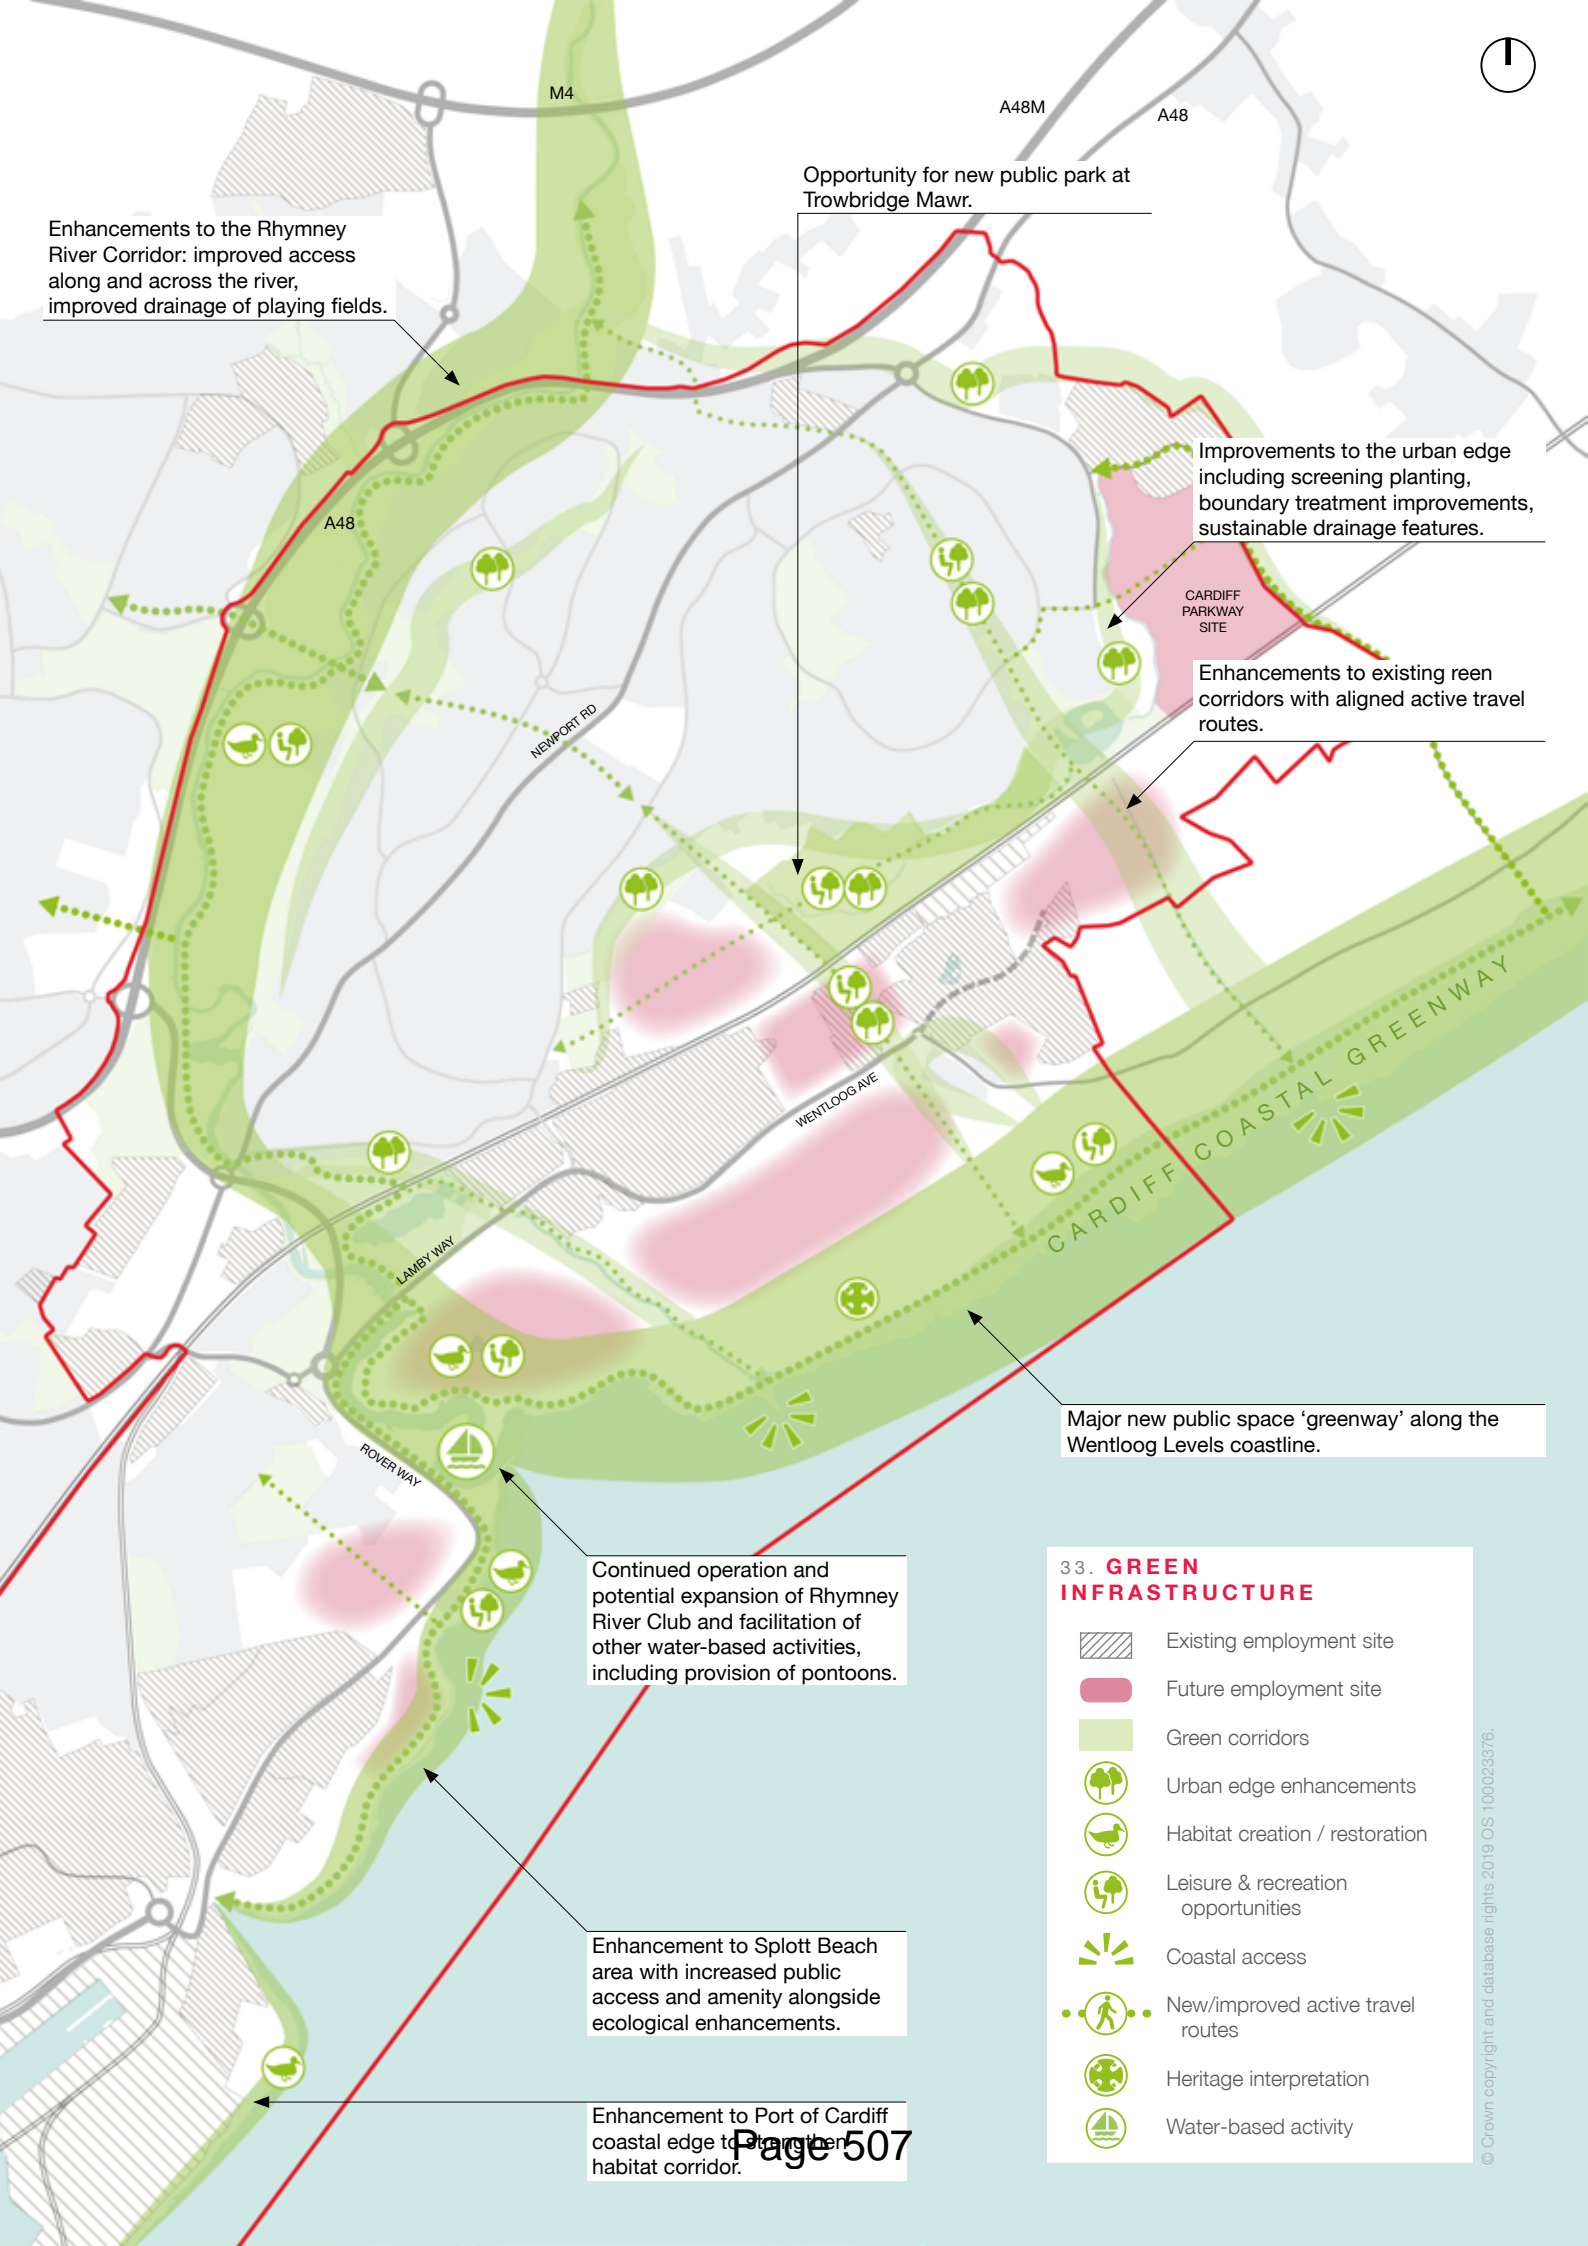 M4
A48M
A48
Opportunity for new public park at
Trowbridge Mawr.
Enhancements to the Rhymney
River Corridor: improved access
along and across the river,
improved drainage of playing fields.
Improvements to the urban edge
including screening planting,
boundary treatment improvements,
sustainable drainage features.
A48
CARDIFF
PARKWAY
SITE
Enhancements to existing reen
corridors with aligned active travel
routes.
NEWPORT RD
WENTLOOG AVE
CARDIFF COASTAL GREENWAY
LAMBY WAY
Major new public space ‘greenway’ along the
Wentloog Levels coastline.
ROVER WAY
Continued operation and
potential expansion of Rhymney
River Club and facilitation of
other water-based activities,
including provision of pontoons.
Enhancement to Splott Beach
area with increased public
access and amenity alongside
ecological enhancements.
Enhancement to Port of Cardiff
coastal edge to strengthen
habitat corridor.
Page 507
33. GREEN
INFRASTRUCTURE
Existing employment site
Future employment site
Green corridors
Urban edge enhancements
Habitat creation / restoration
Leisure & recreation
opportunities
Coastal access
New/improved active travel
routes
Heritage interpretation
Water-based activity
© Crown copyright and database rights 2019 OS 100023376.